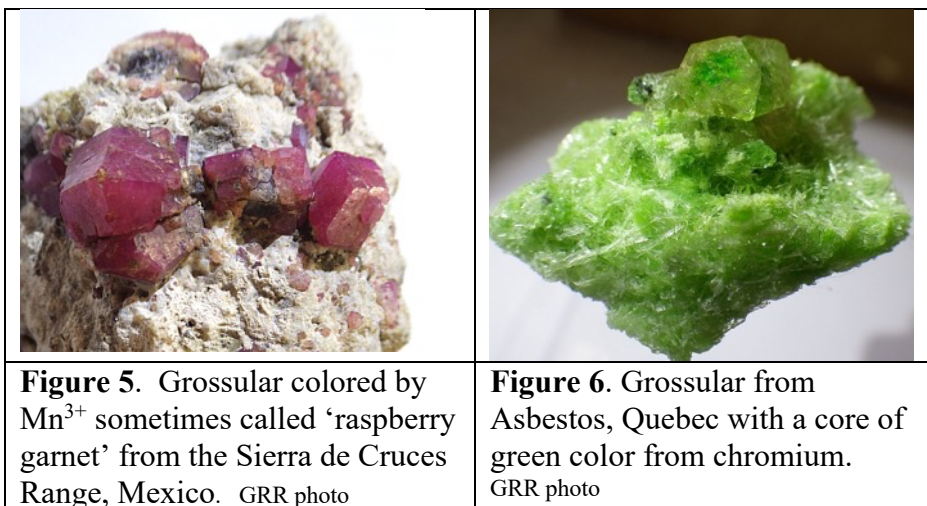 Figure 5. Grossular colored by
Mn³⁺ sometimes called ‘raspberry
garnet’ from the Sierra de Cruces
Range, Mexico. GRR photo
Figure 6. Grossular from
Asbestos, Quebec with a core of
green color from chromium.
GRR photo